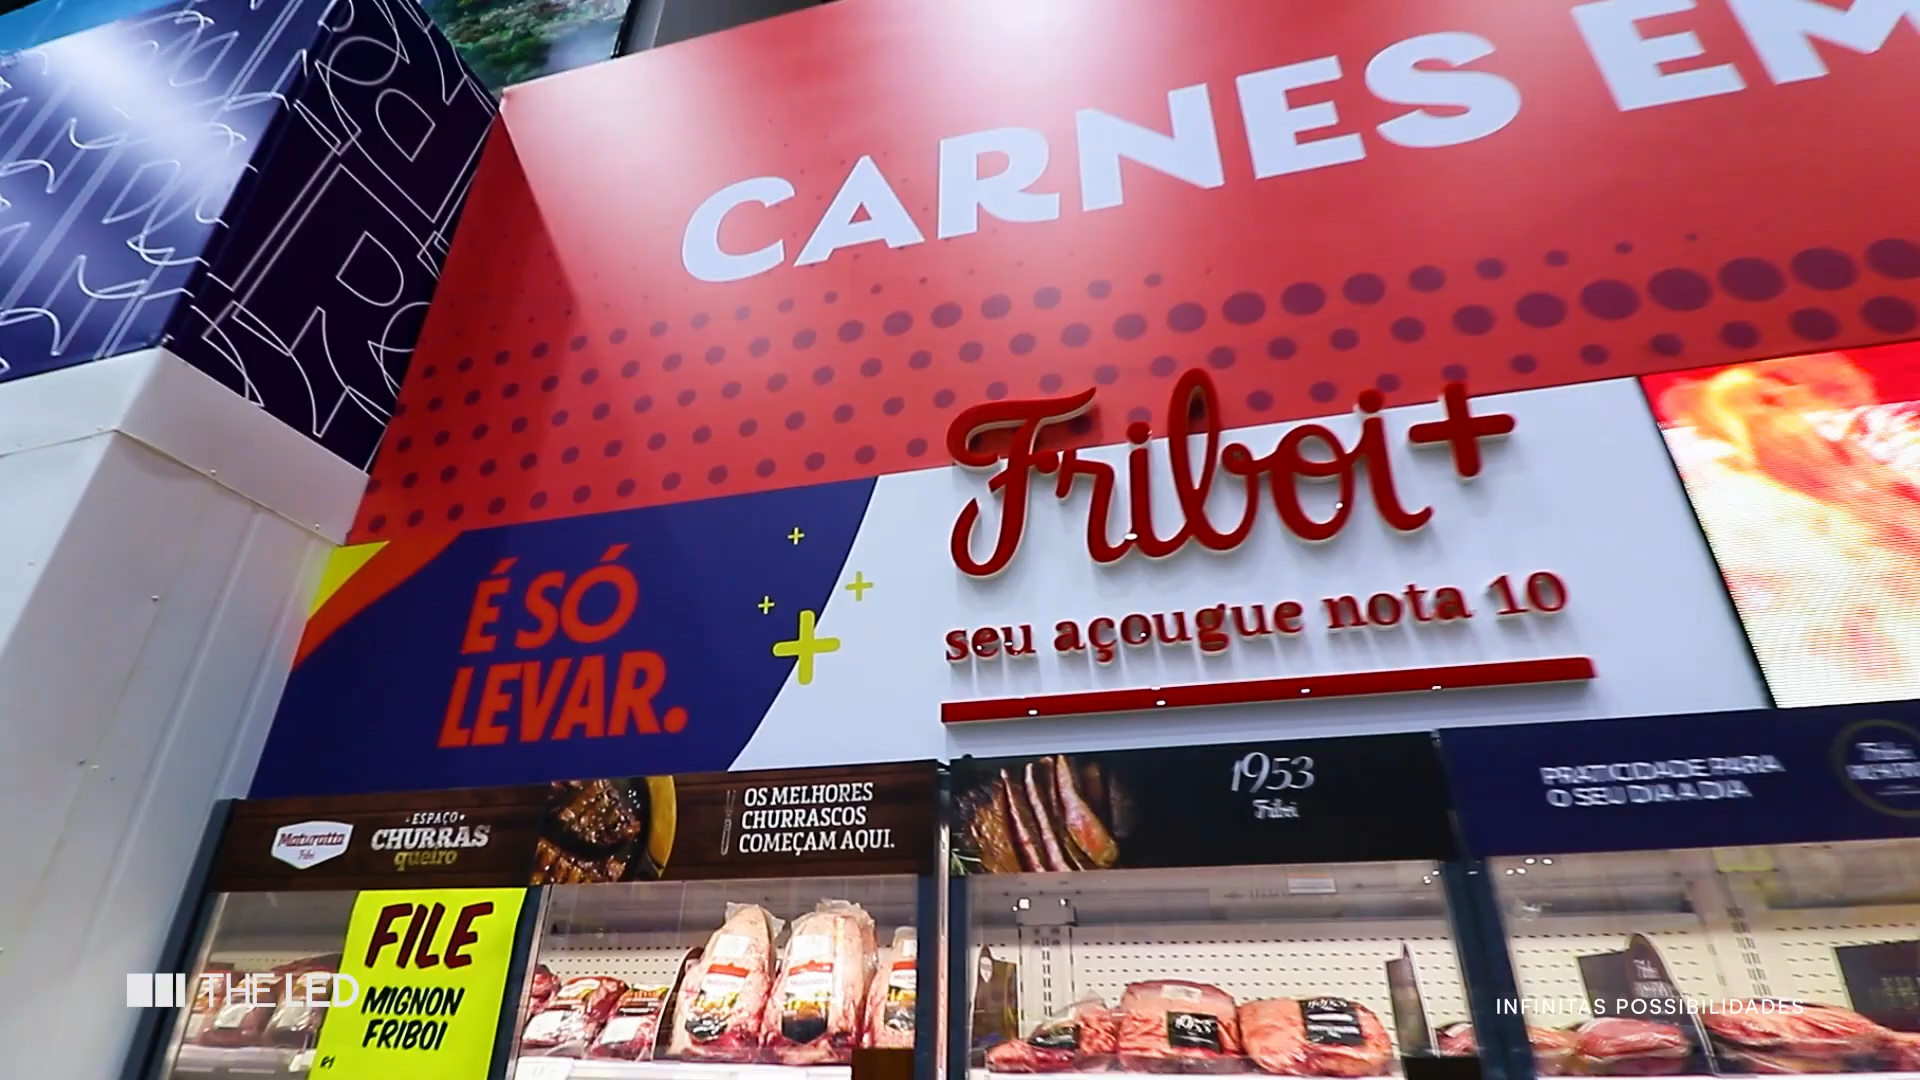 CARNES EM
Friboi+
seu açougue nota 10
É SÓ
LEVAR.
Maturatta
Friboi
ESPAÇO
CHURRAS
queiro
OS MELHORES
CHURRASCOS
COMEÇAM AQUI.
1953
Friboi
PRATICIDADE PARA
O SEU DIA A DIA
FILE
MIGNON
FRIBOI
R$
1953
THE LED
INFINITAS POSSIBILIDADES